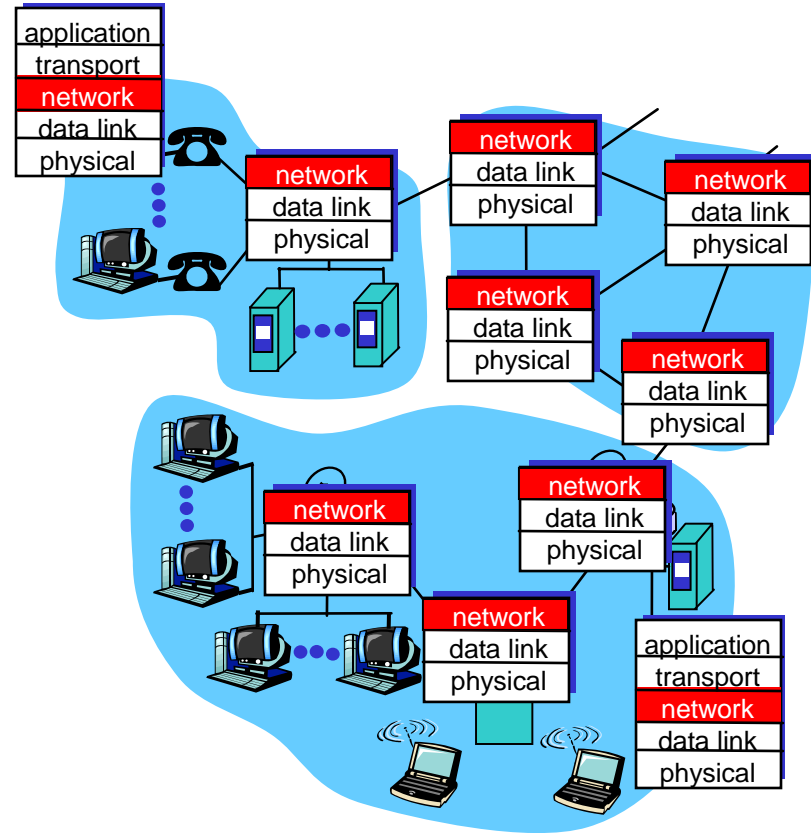 application
transport
network
data link
physical
network
data link
physical
network
data link
physical
network
data link
physical
network
data link
physical
network
data link
physical
network
data link
physical
network
data link
physical
network
data link
physical
application
transport
network
data link
physical